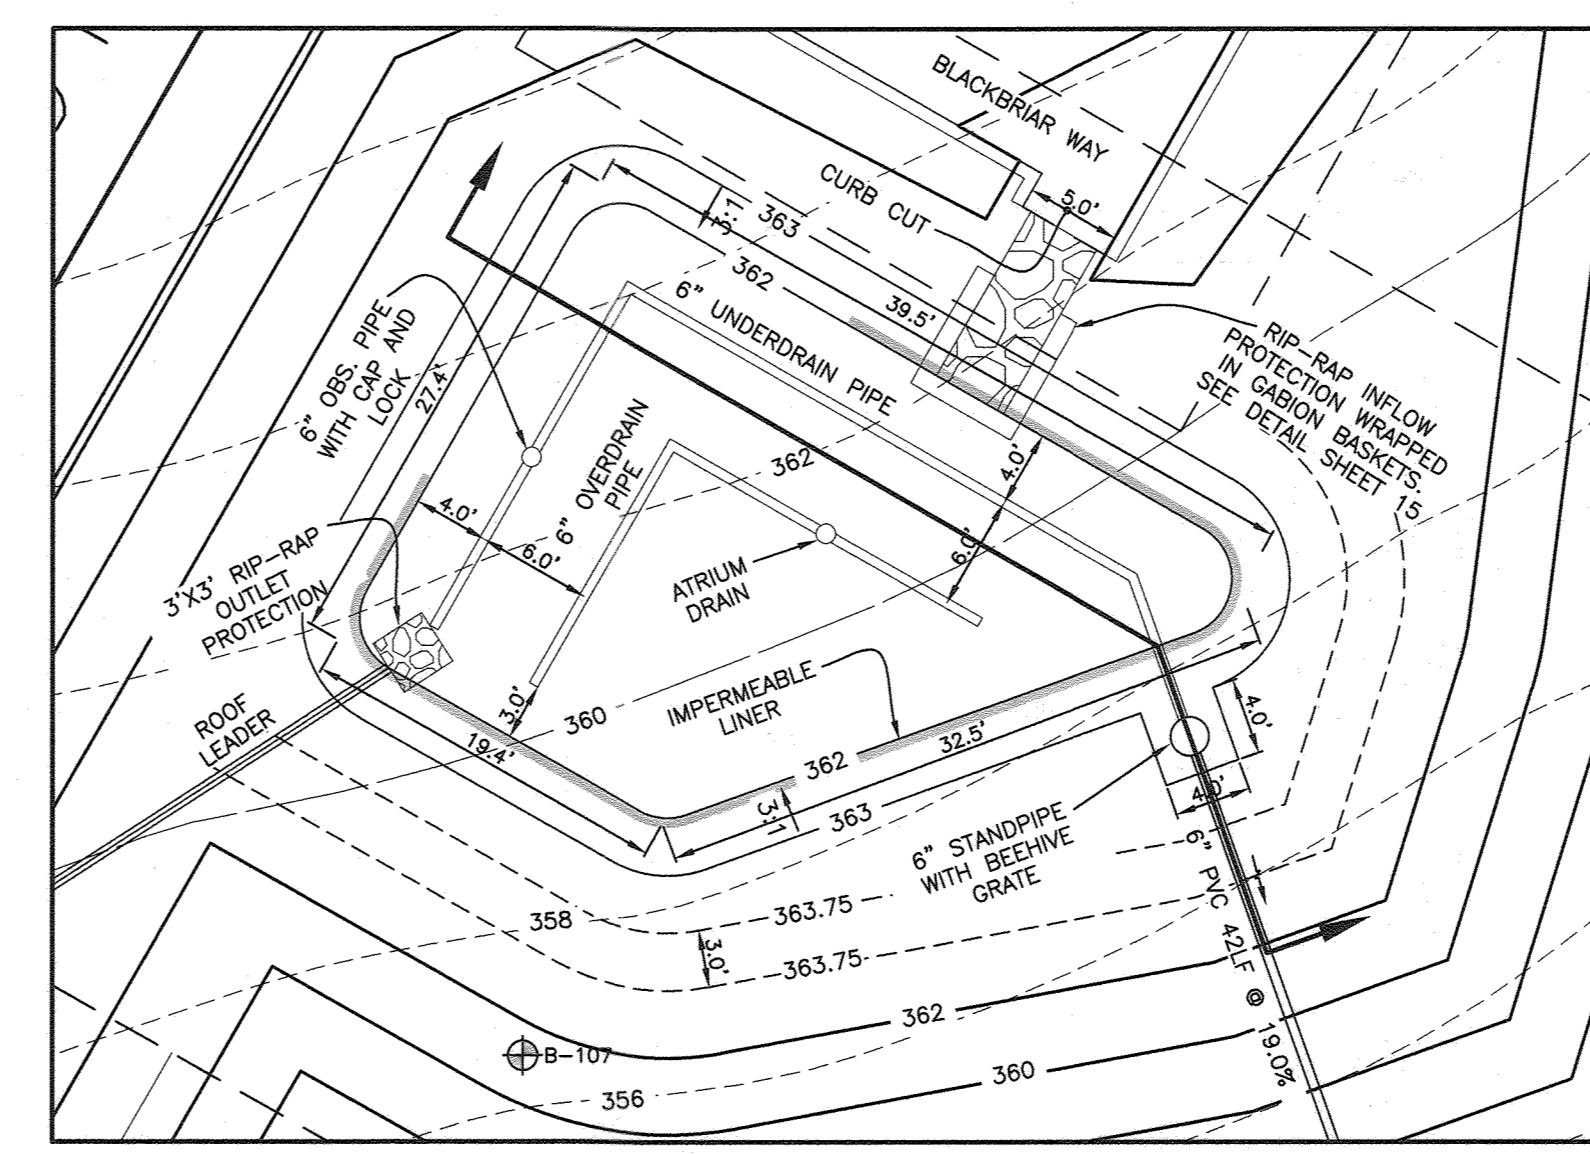 BLACKBRIAR WAY
CURB CUT
5.0'
3:1
363
362
39.5'
6" UNDERDRAIN PIPE
6" OBS. PIPE
WITH CAP AND
LOCK
27.4'
RIP-RAP INFLOW
PROTECTION WRAPPED
IN GABION BASKETS.
SEE DETAIL SHEET 15
6" OVERDRAIN
PIPE
362
4.0'
6.0'
4.0'
6.0'
3'X3' RIP-RAP
OUTLET
PROTECTION
ATRIUM
DRAIN
ROOF
LEADER
3.0'
360
19.4'
IMPERMEABLE
LINER
362
32.5'
3:1
363
4.0'
4.0'
6" STANDPIPE
WITH BEEHIVE
GRATE
6" PVC 42LF @ 19.0%
358
363.75
3.0'
363.75
362
B-107
360
356